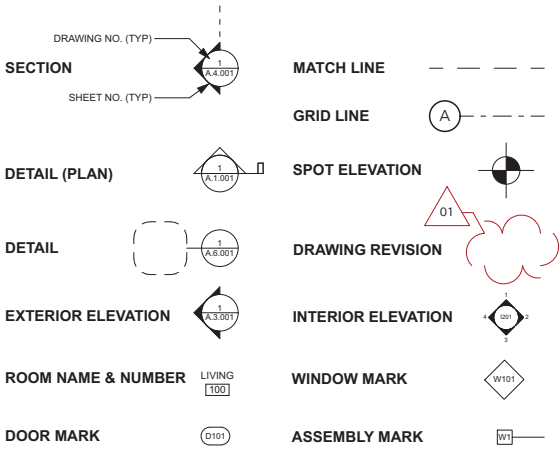 DRAWING NO. (TYP)
SECTION
1
A.4.001
SHEET NO. (TYP)
DETAIL (PLAN)
1
A.1.001
DETAIL
1
A.6.001
EXTERIOR ELEVATION
1
A.3.001
ROOM NAME & NUMBER
LIVING
100
DOOR MARK
D101
MATCH LINE
GRID LINE
A
SPOT ELEVATION
01
DRAWING REVISION
INTERIOR ELEVATION
1
4
I201
2
3
WINDOW MARK
W101
ASSEMBLY MARK
W1